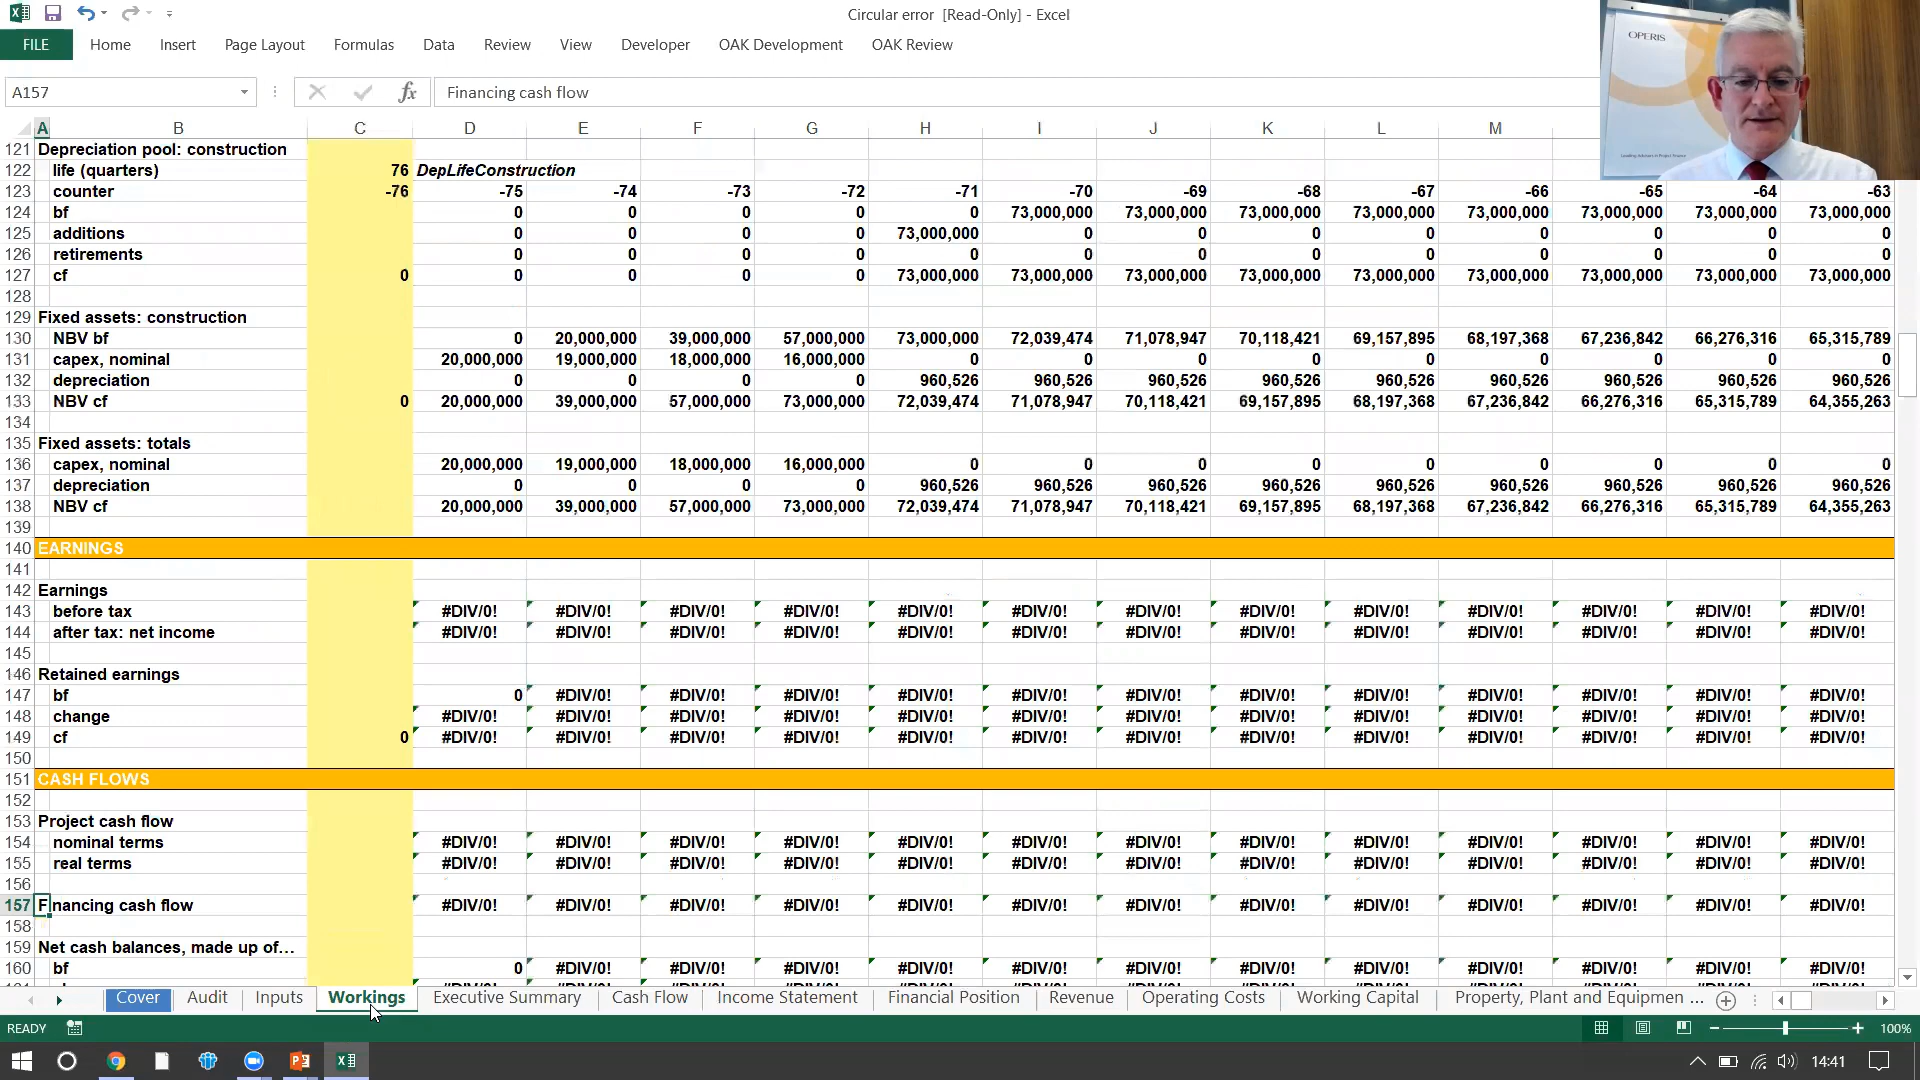 Circular error [Read-Only] - Excel
FILE Home Insert Page Layout Formulas Data Review View Developer OAK Development OAK Review
OPERIS
A157 fx Financing cash flow
A B C D E F G H I J K L M
121 Depreciation pool: construction
122 life (quarters) 76 DepLifeConstruction
123 counter -76 -75 -74 -73 -72 -71 -70 -69 -68 -67 -66 -65 -64 -63
124 bf 0 0 0 0 0 73,000,000 73,000,000 73,000,000 73,000,000 73,000,000 73,000,000 73,000,000 73,000,000
125 additions 0 0 0 0 73,000,000 0 0 0 0 0 0 0 0
126 retirements 0 0 0 0 0 0 0 0 0 0 0 0 0
127 cf 0 0 0 0 0 73,000,000 73,000,000 73,000,000 73,000,000 73,000,000 73,000,000 73,000,000 73,000,000 73,000,000
128
129 Fixed assets: construction
130 NBV bf 0 20,000,000 39,000,000 57,000,000 73,000,000 72,039,474 71,078,947 70,118,421 69,157,895 68,197,368 67,236,842 66,276,316 65,315,789
131 capex, nominal 20,000,000 19,000,000 18,000,000 16,000,000 0 0 0 0 0 0 0 0 0
132 depreciation 0 0 0 0 960,526 960,526 960,526 960,526 960,526 960,526 960,526 960,526 960,526
133 NBV cf 0 20,000,000 39,000,000 57,000,000 73,000,000 72,039,474 71,078,947 70,118,421 69,157,895 68,197,368 67,236,842 66,276,316 65,315,789 64,355,263
134
135 Fixed assets: totals
136 capex, nominal 20,000,000 19,000,000 18,000,000 16,000,000 0 0 0 0 0 0 0 0 0
137 depreciation 0 0 0 0 960,526 960,526 960,526 960,526 960,526 960,526 960,526 960,526 960,526
138 NBV cf 20,000,000 39,000,000 57,000,000 73,000,000 72,039,474 71,078,947 70,118,421 69,157,895 68,197,368 67,236,842 66,276,316 65,315,789 64,355,263
139
140 EARNINGS
141
142 Earnings
143 before tax #DIV/0! #DIV/0! #DIV/0! #DIV/0! #DIV/0! #DIV/0! #DIV/0! #DIV/0! #DIV/0! #DIV/0! #DIV/0! #DIV/0! #DIV/0!
144 after tax: net income #DIV/0! #DIV/0! #DIV/0! #DIV/0! #DIV/0! #DIV/0! #DIV/0! #DIV/0! #DIV/0! #DIV/0! #DIV/0! #DIV/0! #DIV/0!
145
146 Retained earnings
147 bf 0 #DIV/0! #DIV/0! #DIV/0! #DIV/0! #DIV/0! #DIV/0! #DIV/0! #DIV/0! #DIV/0! #DIV/0! #DIV/0! #DIV/0!
148 change #DIV/0! #DIV/0! #DIV/0! #DIV/0! #DIV/0! #DIV/0! #DIV/0! #DIV/0! #DIV/0! #DIV/0! #DIV/0! #DIV/0! #DIV/0!
149 cf 0 #DIV/0! #DIV/0! #DIV/0! #DIV/0! #DIV/0! #DIV/0! #DIV/0! #DIV/0! #DIV/0! #DIV/0! #DIV/0! #DIV/0! #DIV/0!
150
151 CASH FLOWS
152
153 Project cash flow
154 nominal terms #DIV/0! #DIV/0! #DIV/0! #DIV/0! #DIV/0! #DIV/0! #DIV/0! #DIV/0! #DIV/0! #DIV/0! #DIV/0! #DIV/0! #DIV/0!
155 real terms #DIV/0! #DIV/0! #DIV/0! #DIV/0! #DIV/0! #DIV/0! #DIV/0! #DIV/0! #DIV/0! #DIV/0! #DIV/0! #DIV/0! #DIV/0!
156
157 Financing cash flow #DIV/0! #DIV/0! #DIV/0! #DIV/0! #DIV/0! #DIV/0! #DIV/0! #DIV/0! #DIV/0! #DIV/0! #DIV/0! #DIV/0! #DIV/0!
158
159 Net cash balances, made up of...
160 bf 0 #DIV/0! #DIV/0! #DIV/0! #DIV/0! #DIV/0! #DIV/0! #DIV/0! #DIV/0! #DIV/0! #DIV/0! #DIV/0! #DIV/0!
Cover Audit Inputs Workings Executive Summary Cash Flow Income Statement Financial Position Revenue Operating Costs Working Capital Property, Plant and Equipmen ...
READY 100%
14:41